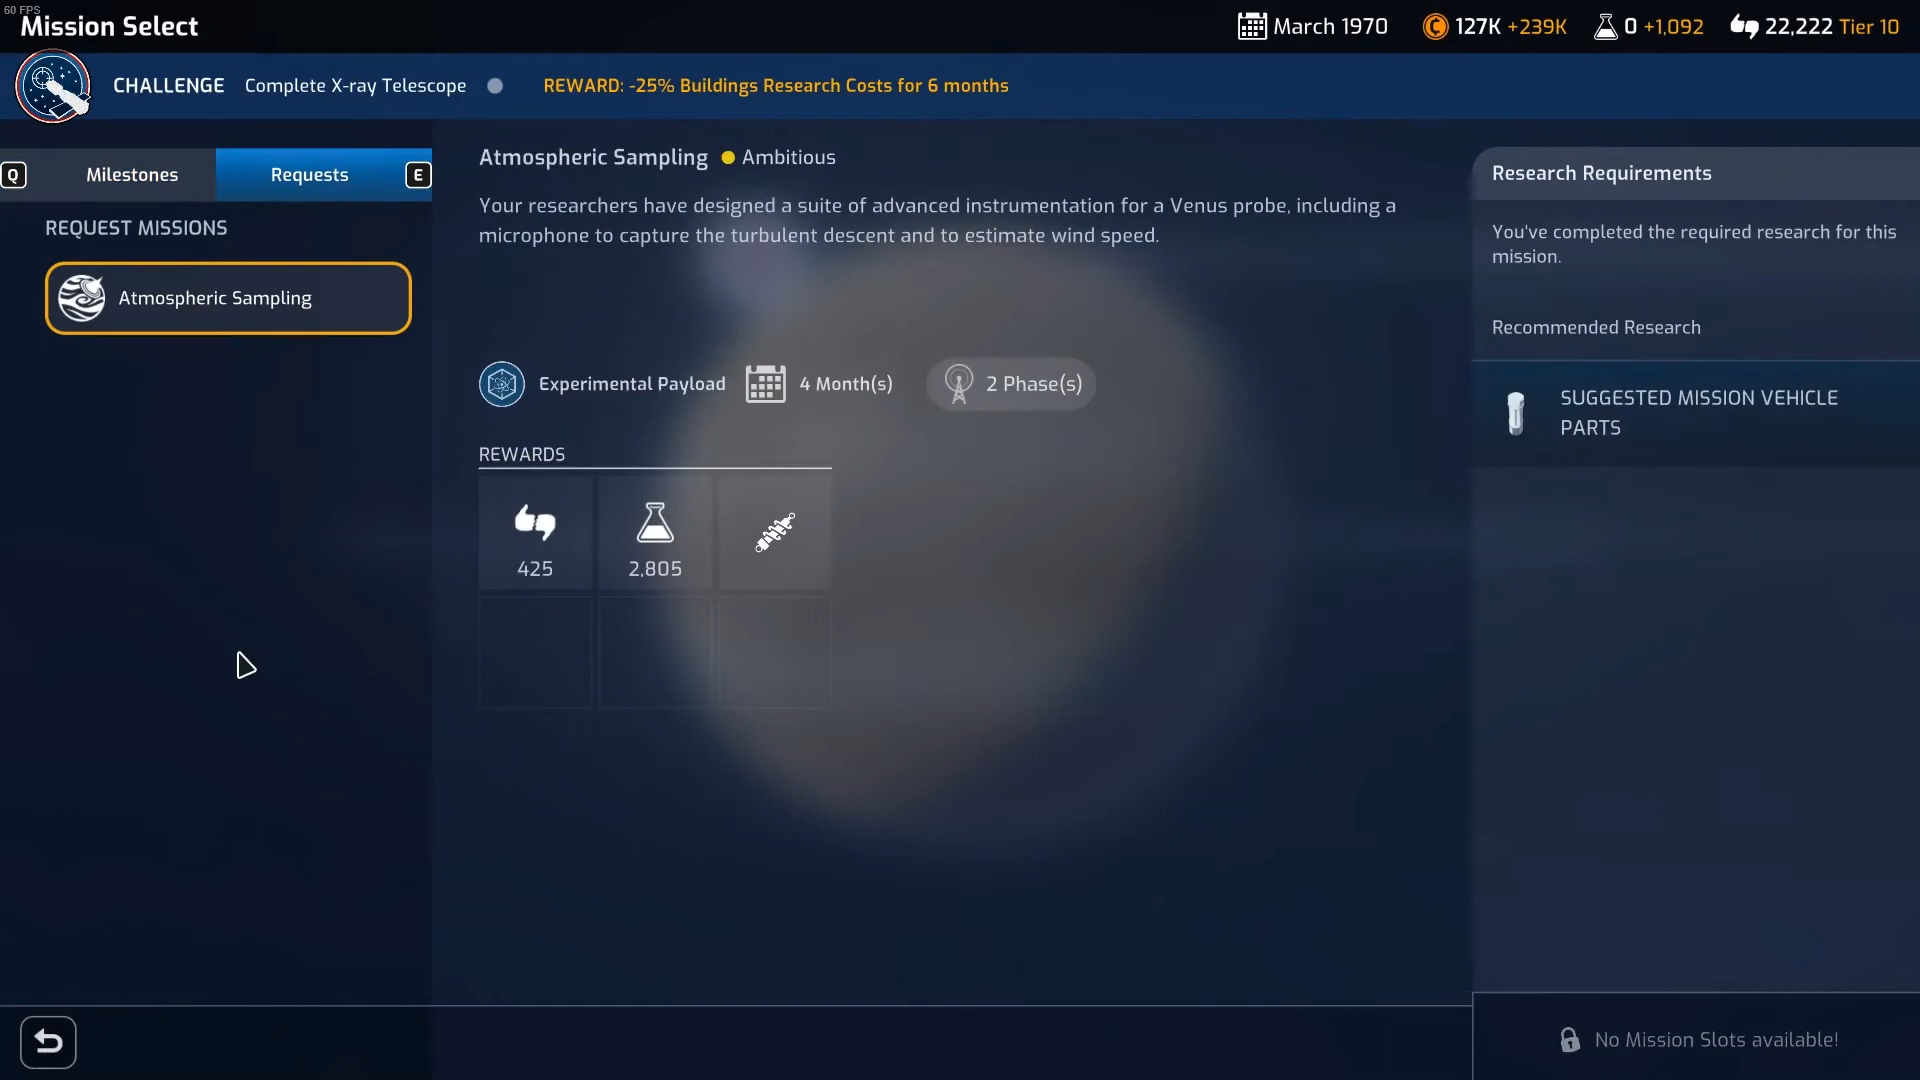 60 FPS
Mission Select
March 1970
127K +239K
0 +1,092
22,222 Tier 10
CHALLENGE
Complete X-ray Telescope
REWARD: -25% Buildings Research Costs for 6 months
Q
Milestones
Requests
E
REQUEST MISSIONS
Atmospheric Sampling
Atmospheric Sampling
Ambitious
Your researchers have designed a suite of advanced instrumentation for a Venus probe, including a
microphone to capture the turbulent descent and to estimate wind speed.
Experimental Payload
4 Month(s)
2 Phase(s)
REWARDS
425
2,805
Research Requirements
You've completed the required research for this
mission.
Recommended Research
SUGGESTED MISSION VEHICLE
PARTS
No Mission Slots available!